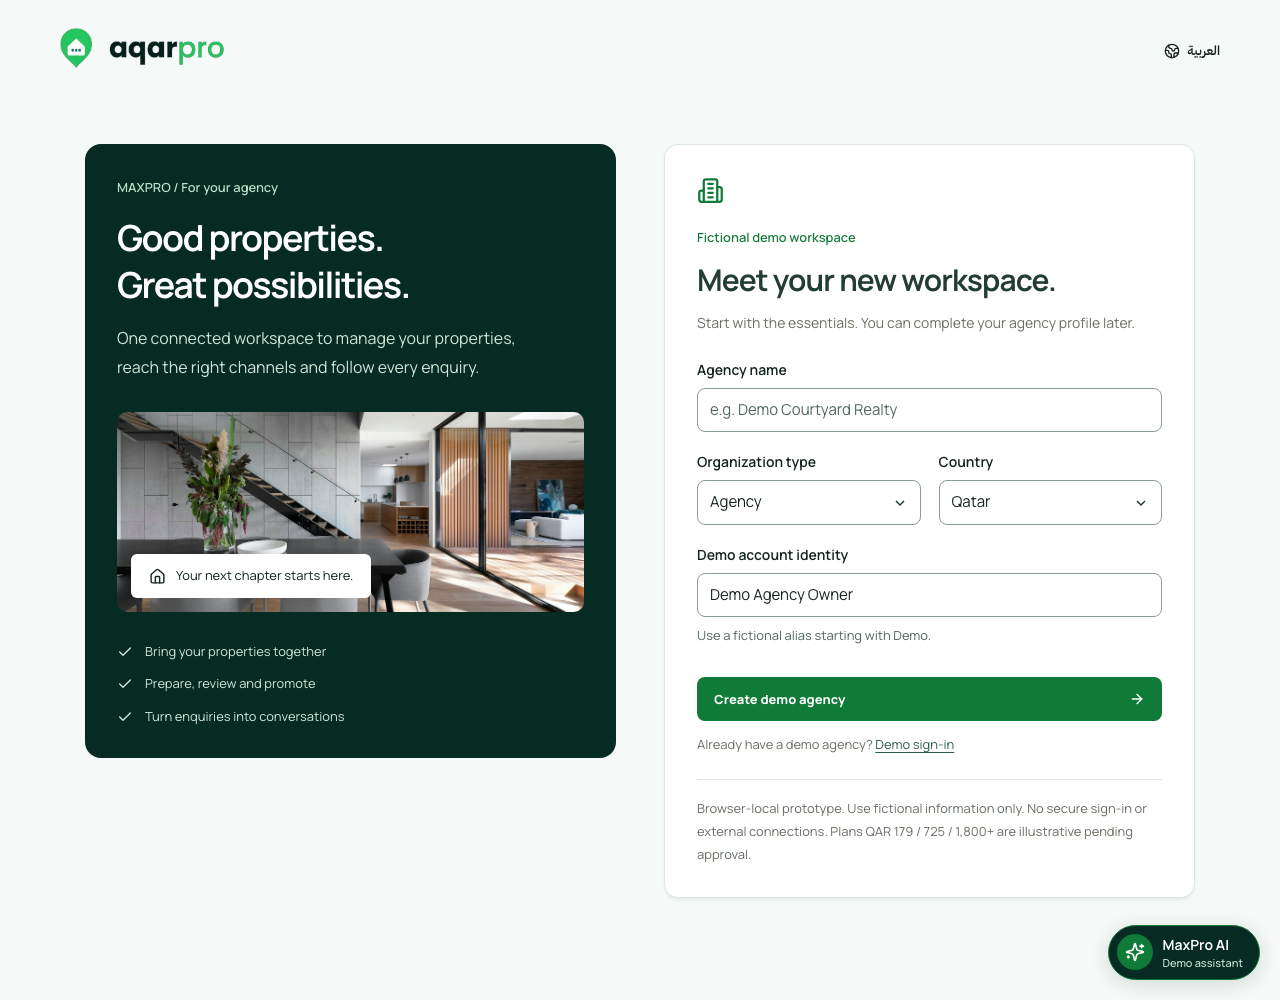 aqarpro
العربية
MAXPRO / For your agency
Good properties.
Great possibilities.
One connected workspace to manage your properties,
reach the right channels and follow every enquiry.
Your next chapter starts here.
Bring your properties together
Prepare, review and promote
Turn enquiries into conversations
Fictional demo workspace
Meet your new workspace.
Start with the essentials. You can complete your agency profile later.
Agency name
e.g. Demo Courtyard Realty
Organization type
Country
Agency
Qatar
Demo account identity
Demo Agency Owner
Use a fictional alias starting with Demo.
Create demo agency
Already have a demo agency? Demo sign-in
Browser-local prototype. Use fictional information only. No secure sign-in or
external connections. Plans QAR 179 / 725 / 1,800+ are illustrative pending
approval.
MaxPro AI
Demo assistant